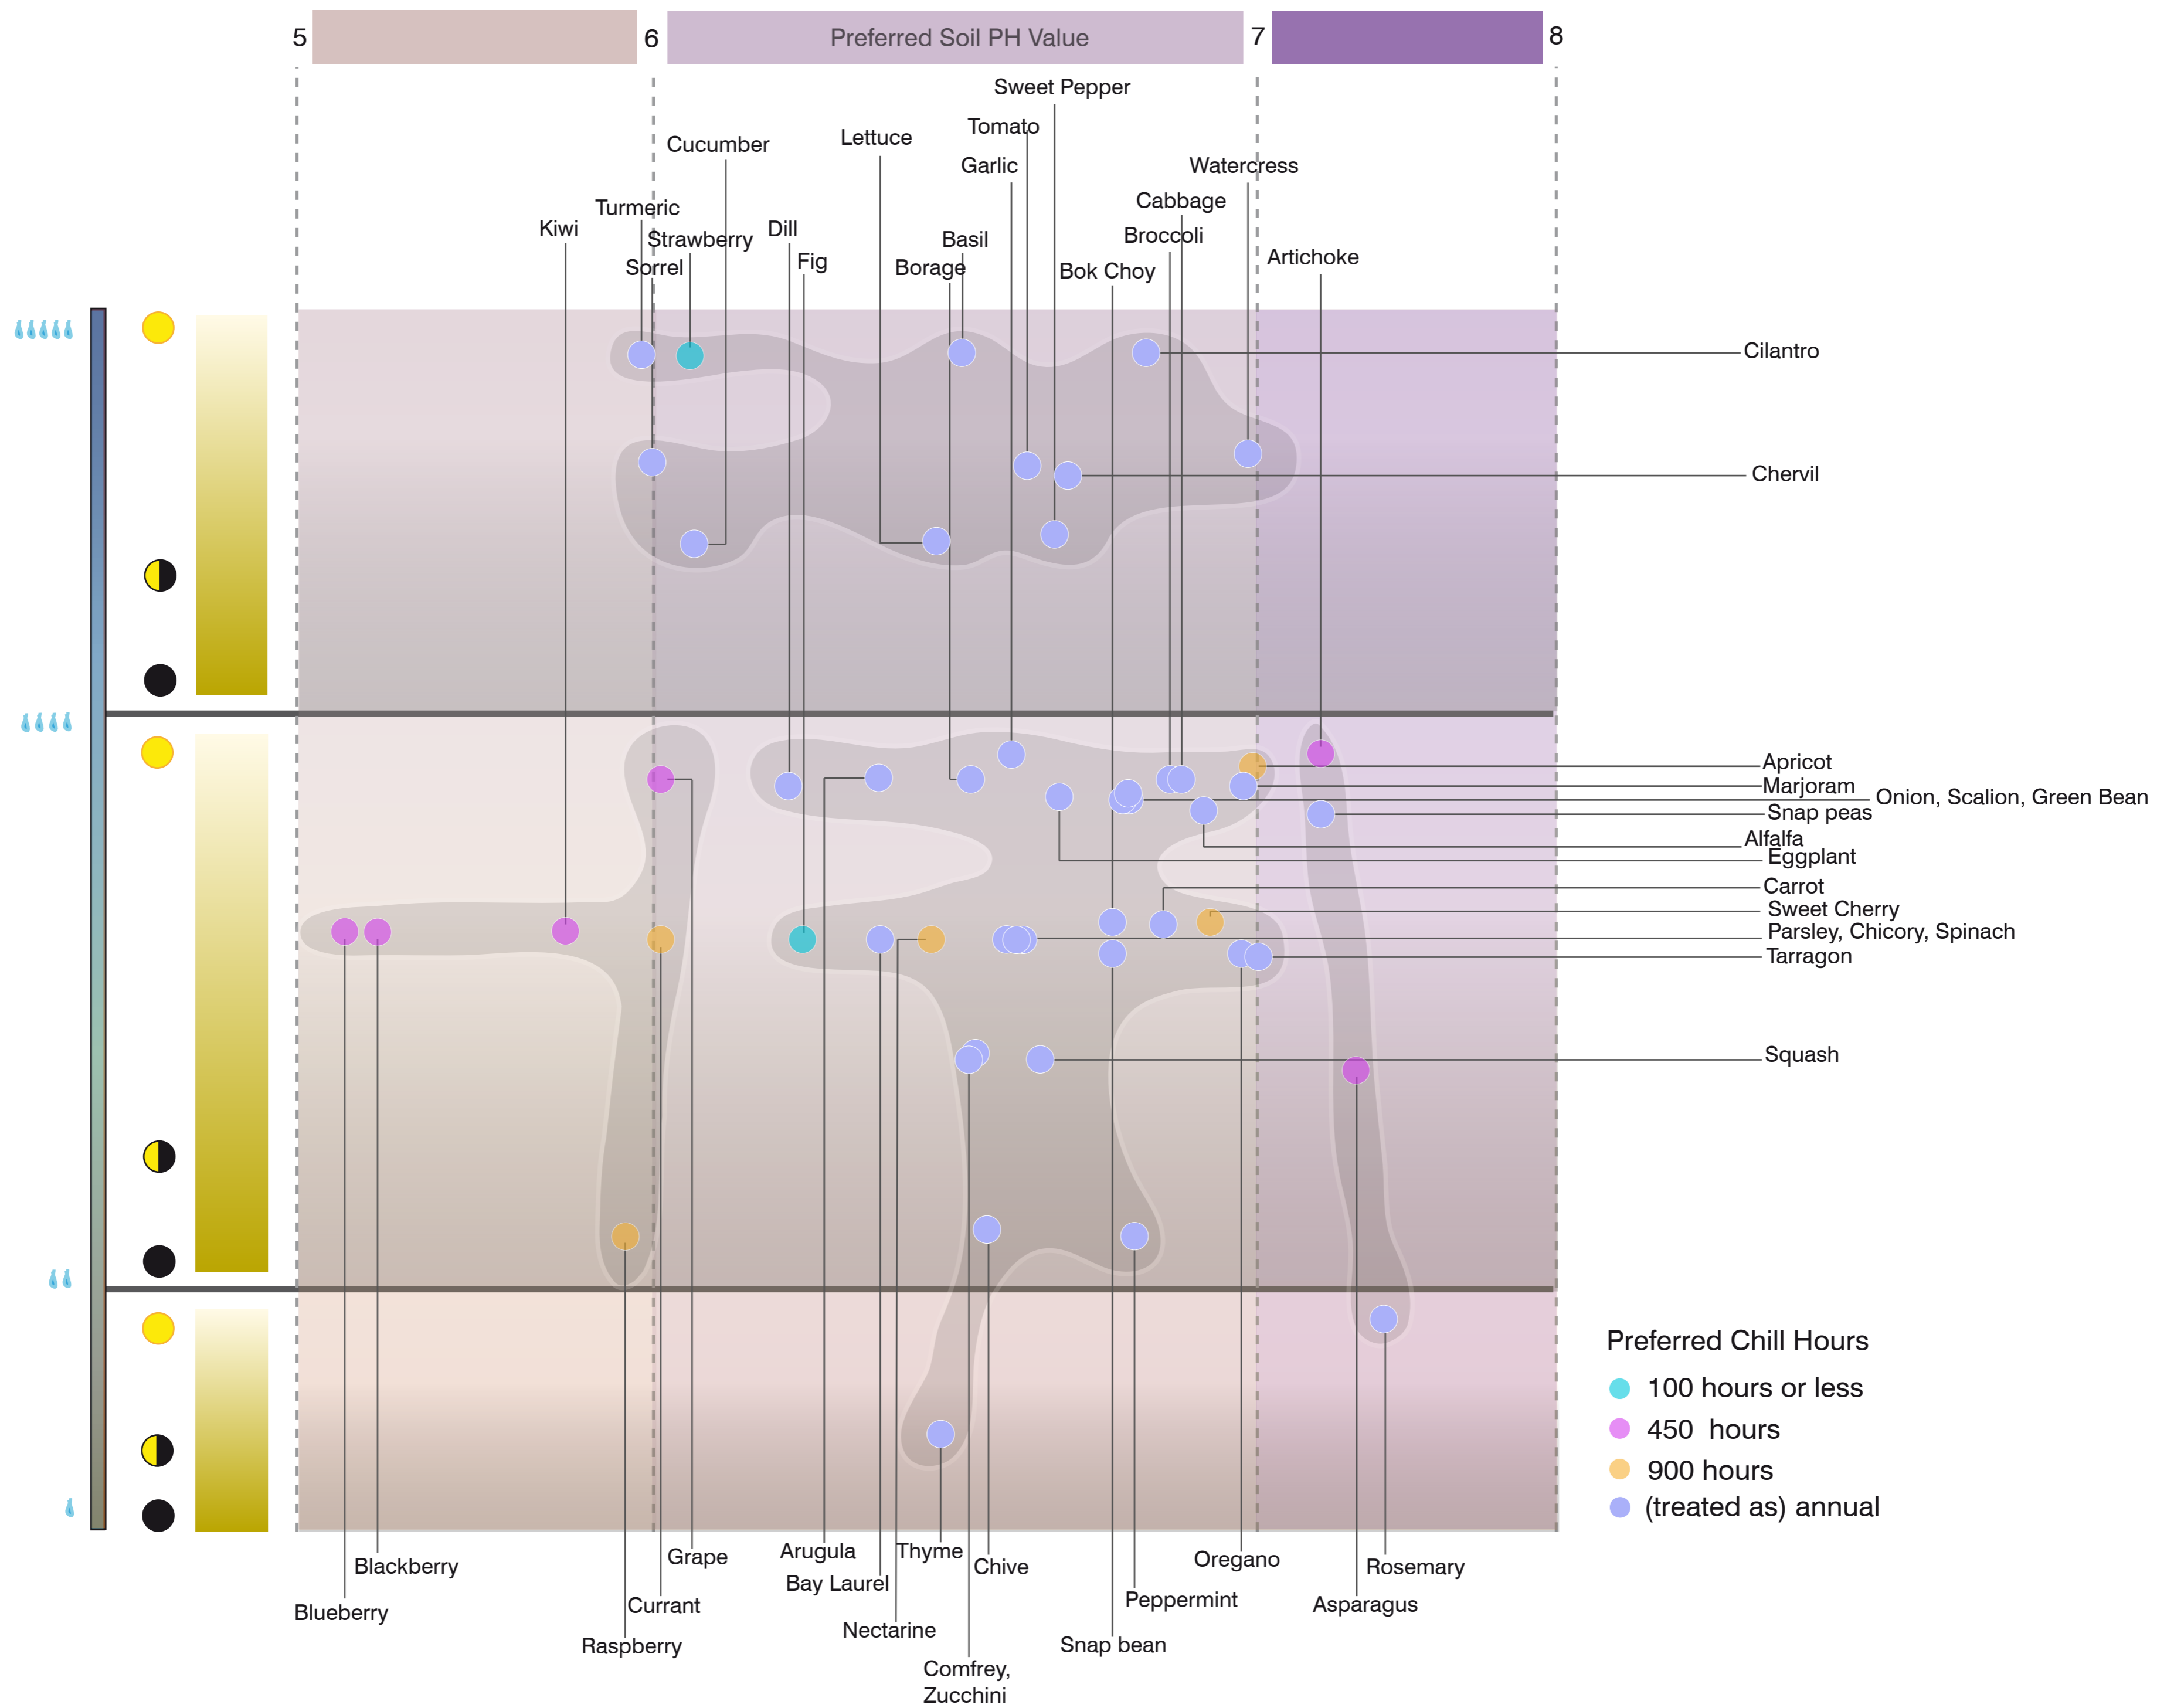 5
6
Preferred Soil PH Value
7
8
Sweet Pepper
Tomato
Lettuce
Cucumber
Garlic
Watercress
Cabbage
Turmeric
Kiwi
Dill
Broccoli
Strawberry
Basil
Artichoke
Fig
Sorrel
Borage
Bok Choy
Cilantro
Chervil
Apricot
Marjoram
Onion, Scalion, Green Bean
Snap peas
Alfalfa
Eggplant
Carrot
Sweet Cherry
Parsley, Chicory, Spinach
Tarragon
Squash
Preferred Chill Hours
100 hours or less
450 hours
900 hours
(treated as) annual
Arugula
Thyme
Grape
Oregano
Blackberry
Chive
Rosemary
Bay Laurel
Peppermint
Asparagus
Currant
Blueberry
Nectarine
Snap bean
Raspberry
Comfrey,
Zucchini